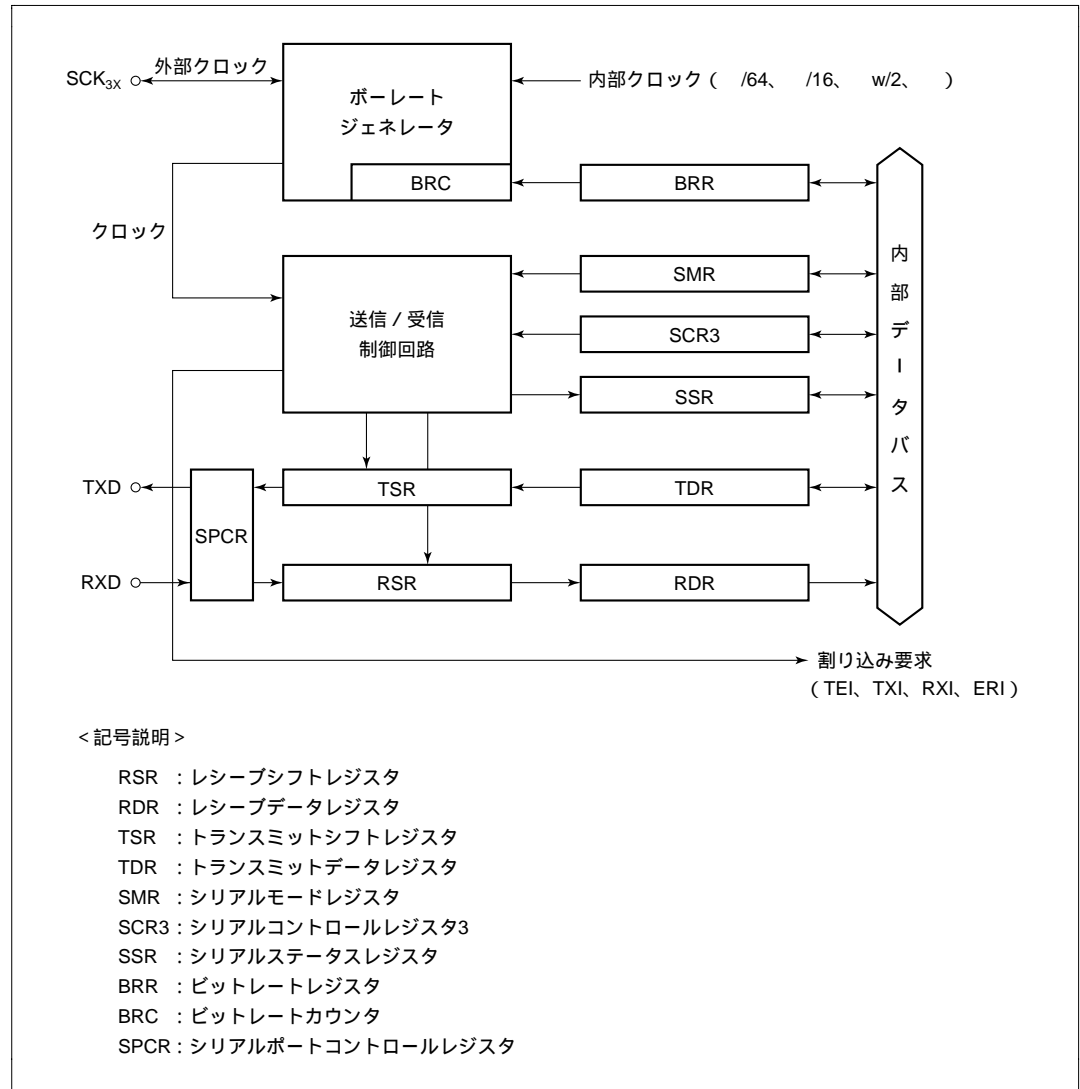 SCK3X
外部クロック
ボーレート
ジェネレータ
内部クロック( /64、 /16、 w/2、 )
BRC
BRR
クロック
送信/受信
制御回路
SMR
SCR3
SSR
内部データバス
TXD
SPCR
TSR
TDR
RXD
RSR
RDR
割り込み要求
(TEI、TXI、RXI、ERI)
<記号説明>
RSR :レシーブシフトレジスタ
RDR :レシーブデータレジスタ
TSR :トランスミットシフトレジスタ
TDR :トランスミットデータレジスタ
SMR :シリアルモードレジスタ
SCR3:シリアルコントロールレジスタ3
SSR :シリアルステータスレジスタ
BRR :ビットレートレジスタ
BRC :ビットレートカウンタ
SPCR:シリアルポートコントロールレジスタ